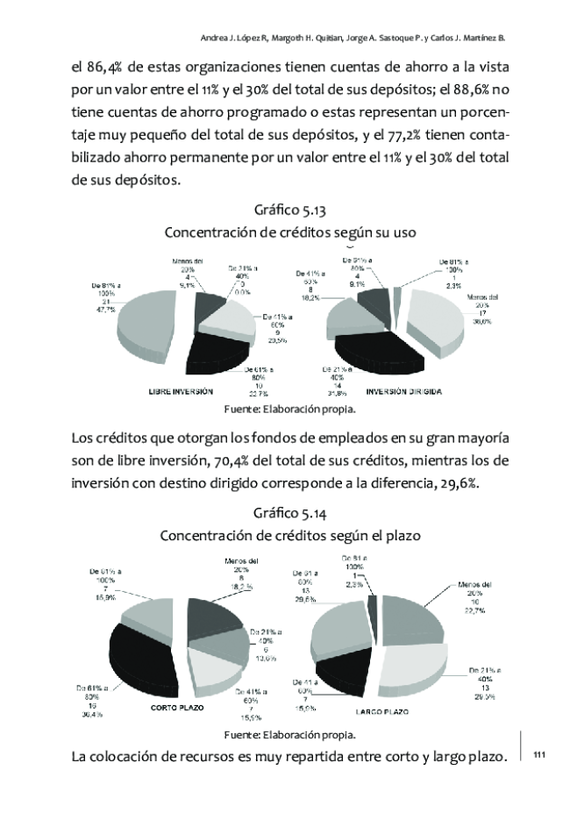 Andrea J. López R, Margoth H. Quitian, Jorge A. Sastoque P. y Carlos J. Martínez B.
el 86,4% de estas organizaciones tienen cuentas de ahorro a la vista
por un valor entre el 11% y el 30% del total de sus depósitos; el 88,6% no
tiene cuentas de ahorro programado o estas representan un porcen-
taje muy pequeño del total de sus depósitos, y el 77,2% tienen conta-
bilizado ahorro permanente por un valor entre el 11% y el 30% del total
de sus depósitos.
Gráfico 5.13
Concentración de créditos según su uso
Menos del
20%
4
9,1%
De 21% a
40%
0
0,0%
De 81% a
100%
21
47,7%
De 41% a
60%
9
20,5%
De 61% a
80%
10
22,7%
LIBRE INVERSIÓN
De 61% a
80%
4
9,1%
De 81% a
100%
1
2,3%
De 41% a
60%
8
18,2%
Menos del
20%
17
38,6%
De 21% a
40%
14
31,8%
INVERSIÓN DIRIGIDA
Fuente: Elaboración propia.
Los créditos que otorgan los fondos de empleados en su gran mayoría
son de libre inversión, 70,4% del total de sus créditos, mientras los de
inversión con destino dirigido corresponde a la diferencia, 29,6%.
Gráfico 5.14
Concentración de créditos según el plazo
De 81% a
100%
7
15,9%
Menos del
20%
8
18,2%
De 21% a
40%
6
13,6%
De 61% a
80%
16
36,4%
De 41% a
60%
7
15,9%
CORTO PLAZO
100%
1
2,3%
De 61 a
80%
13
29,5%
Menos del
20%
10
22,7%
De 21% a
40%
13
29,5%
De 41 a
60%
7
15,9%
LARGO PLAZO
Fuente: Elaboración propia.
La colocación de recursos es muy repartida entre corto y largo plazo.
111